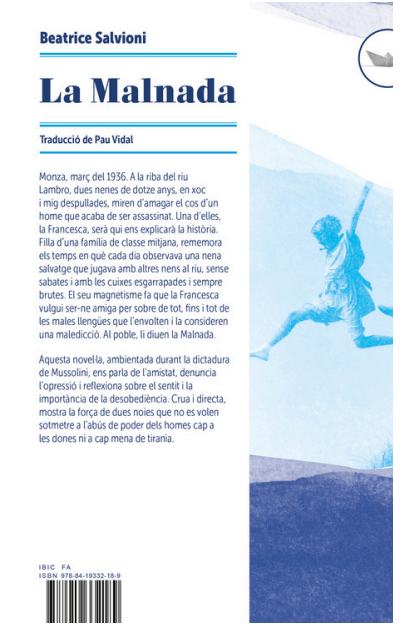 Beatrice Salvioni
La Malnada
Traducció de Pau Vidal
Monza, març del 1936. A la riba del riu
Lambro, dues nenes de dotze anys, en xoc
i mig despullades, miren d'amagar el cos d'un
home que acaba de ser assassinat. Una d'elles,
la Francesca, serà qui ens explicarà la història.
Filla d'una família de classe mitjana, rememora
els temps en què cada dia observava una nena
salvatge que jugava amb altres nens al riu, sense
sabates i amb les cuixes esgarrapades i sempre
brutes. El seu magnetisme fa que la Francesca
vulgui ser-ne amiga per sobre de tot, fins i tot de
les males llengües que l'envolten i la consideren
una malediccció. Al poble, li diuen la Malnada.
Aquesta novel·la, ambientada durant la dictadura
de Mussolini, ens parla de l'amistat, denuncia
l'opressió i reflexiona sobre el sentit i la
importància de la desobediència. Crua i directa,
mostra la força de dues noies que no es volen
sotmetre a l'abús de poder dels homes cap a
les dones ni a cap mena de tirania.
IBIC FA
ISBN 978-84-19332-18-9